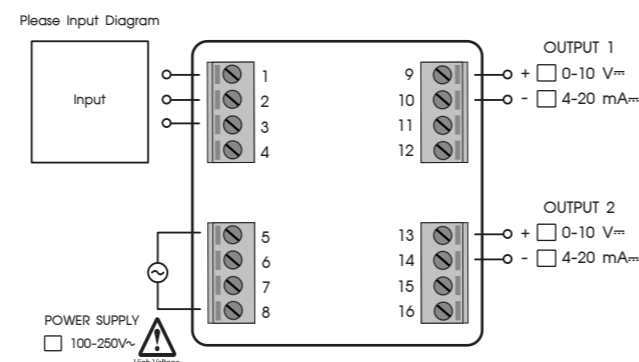 Please Input Diagram
Input
1
2
3
4
9
10
11
12
OUTPUT 1
+ 0-10 V⎓
- 4-20 mA⎓
5
6
7
8
13
14
15
16
OUTPUT 2
+ 0-10 V⎓
- 4-20 mA⎓
POWER SUPPLY
100-250V~
High Voltage